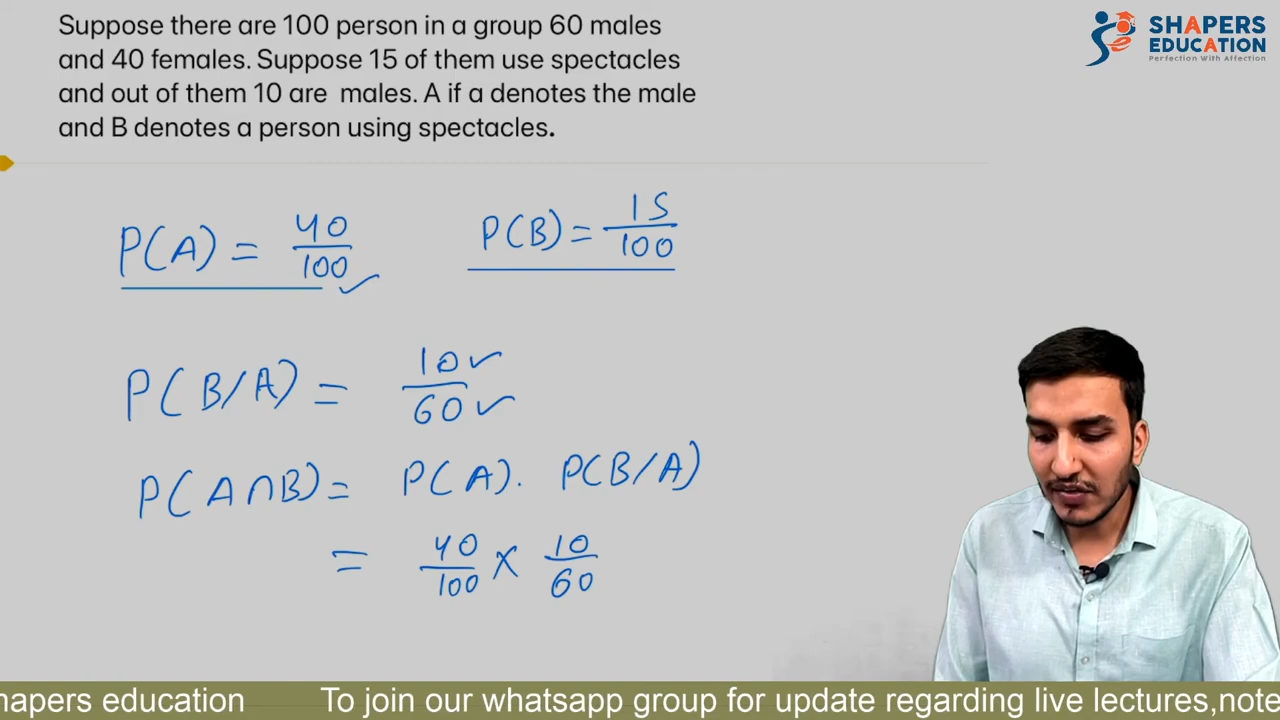 Suppose there are 100 person in a group 60 males
and 40 females. Suppose 15 of them use spectacles
and out of them 10 are males. A if a denotes the male
and B denotes a person using spectacles.
SHAPERS
EDUCATION
Perfection With Affection
P(A) = 40/100
P(B) = 15/100
P(B/A) = 10/60
P(A∩B) = P(A). P(B/A)
= 40/100 × 10/60
hapers education To join our whatsapp group for update regarding live lectures,note